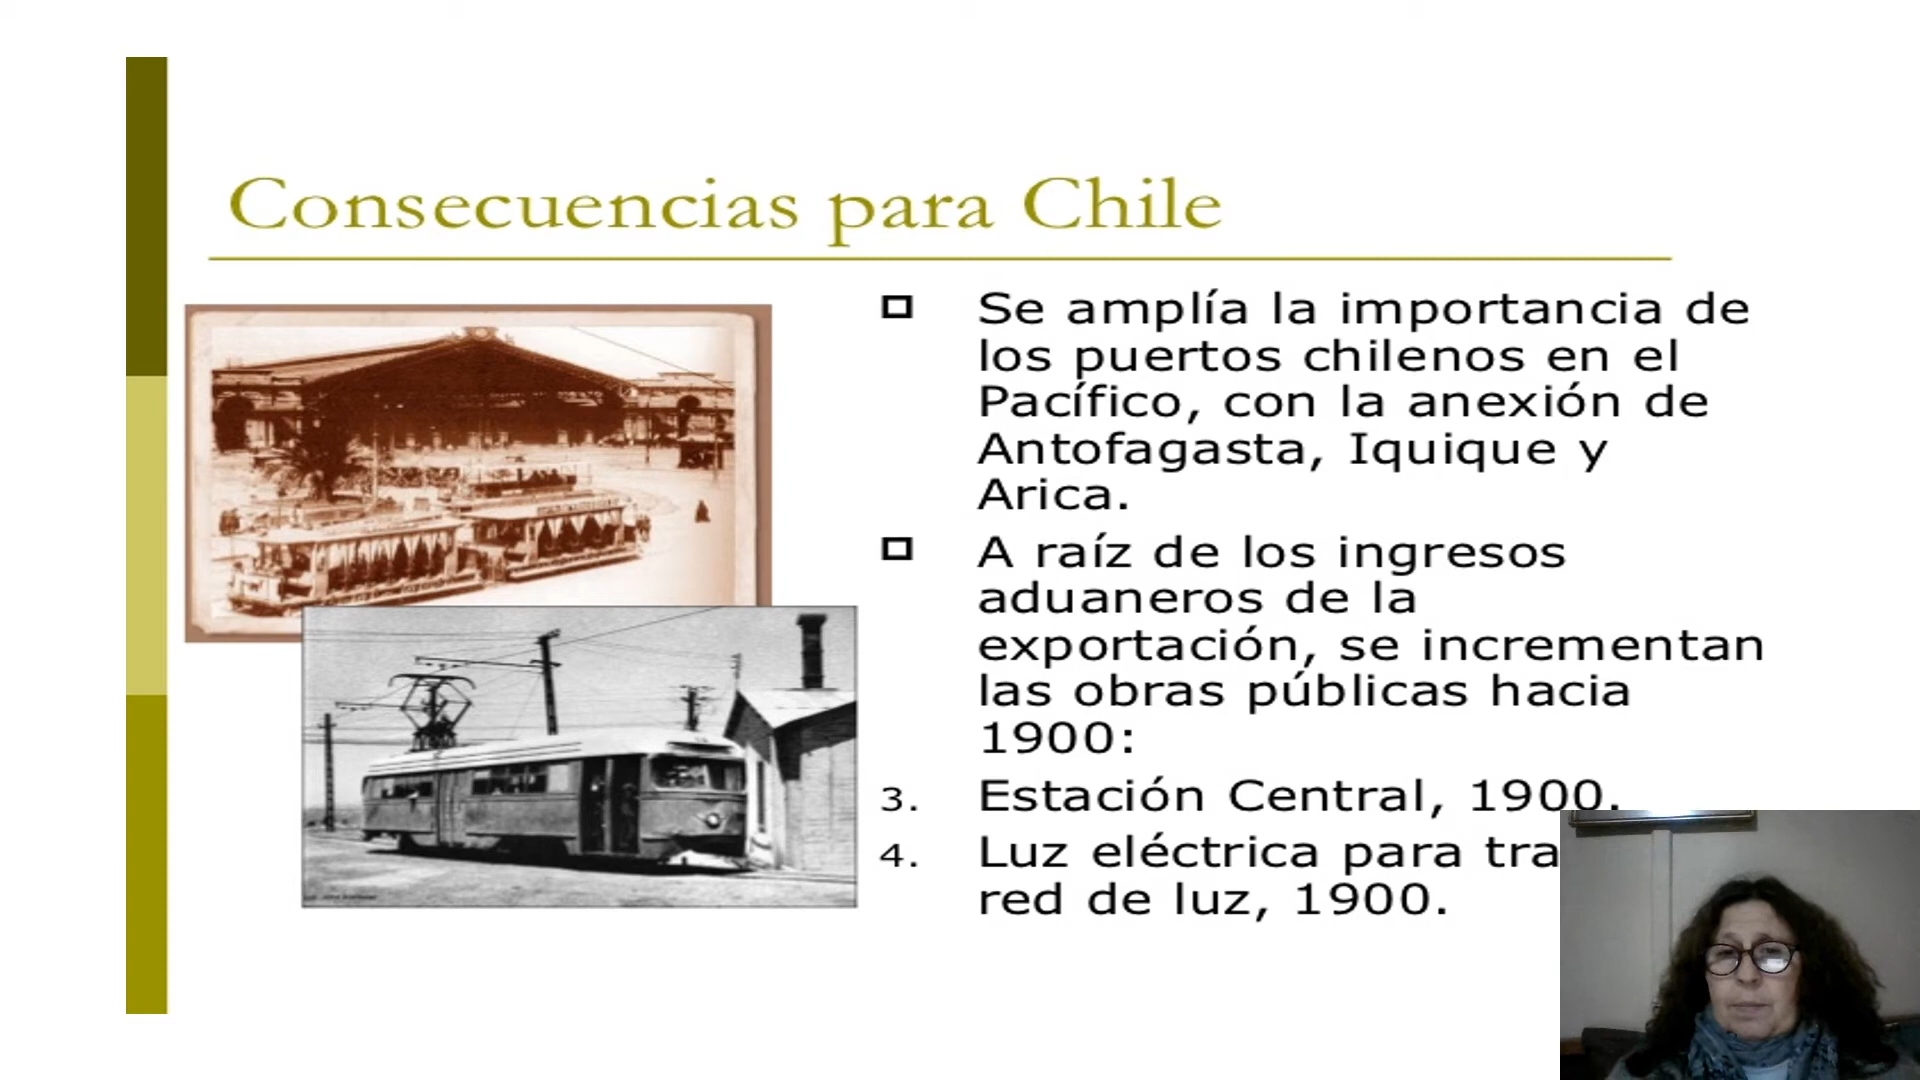 Consecuencias para Chile
Se amplía la importancia de
los puertos chilenos en el
Pacífico, con la anexión de
Antofagasta, Iquique y
Arica.
A raíz de los ingresos
aduaneros de la
exportación, se incrementan
las obras públicas hacia
1900:
3. Estación Central, 1900.
4. Luz eléctrica para
red de luz, 1900.